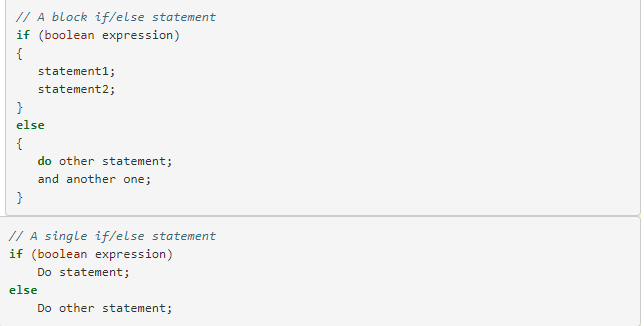 // A block if/else statement
if (boolean expression)
{
   statement1;
   statement2;
}
else
{
   do other statement;
   and another one;
}
// A single if/else statement
if (boolean expression)
    Do statement;
else
    Do other statement;